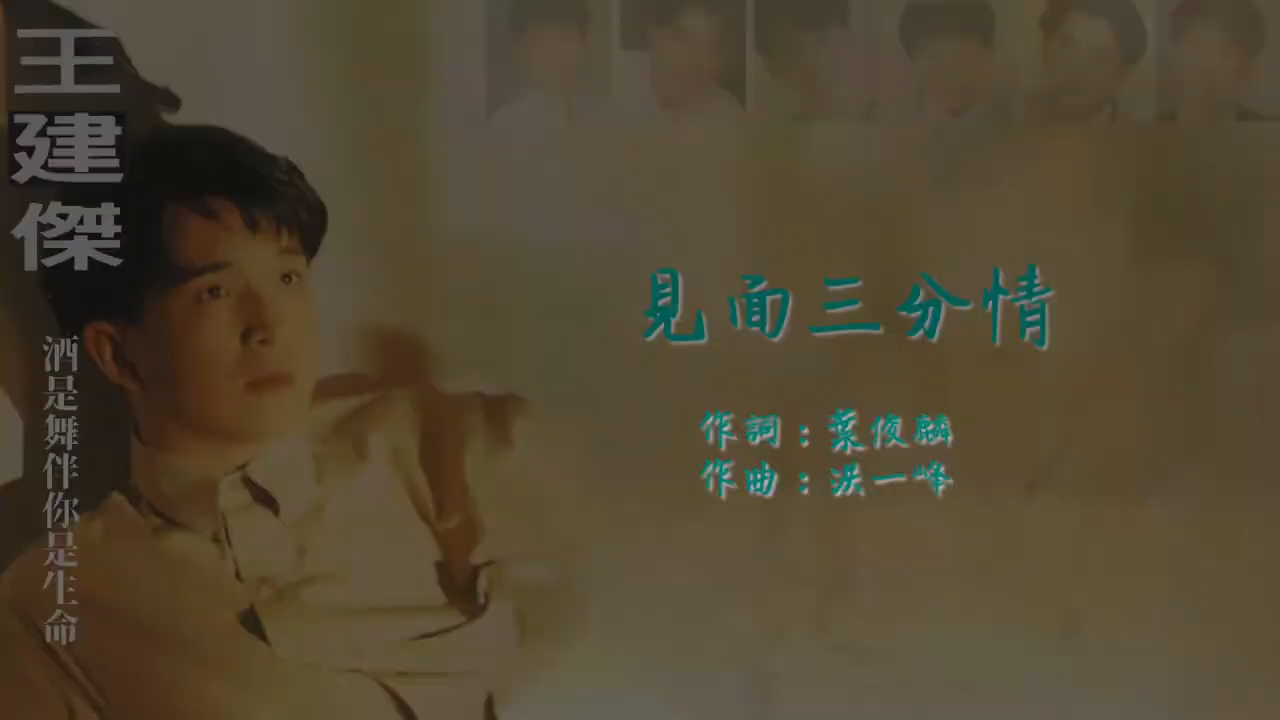 王建傑
酒是舞伴你是生命
見面三分情
作詞：葉俊麟
作曲：洪一峰